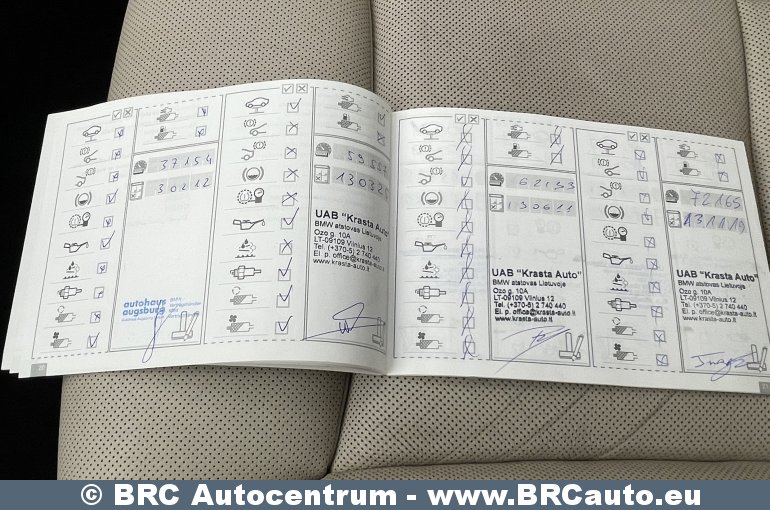 37154
30212
autohaus
augsburg
59557
UAB "Krasta Auto"
BMW atstovas Lietuvoje
Ozo g. 10A
LT-09109 Vilnius 12
Tel. (+370-5) 2 740 440
El. p. office@krasta-auto.lt
www.krasta-auto.lt
130611
UAB "Krasta Auto"
BMW atstovas Lietuvoje
Ozo g. 10A
LT-09109 Vilnius 12
Tel. (+370-5) 2 740 440
El. p. office@krasta-auto.lt
www.krasta-auto.lt
72165
131119
UAB "Krasta Auto"
BMW atstovas Lietuvoje
Ozo g. 10A
LT-09109 Vilnius 12
Tel. (+370-5) 2 740 440
El. p. office@krasta-auto.lt
www.krasta-auto.lt
© BRC Autocentrum - www.BRCauto.eu